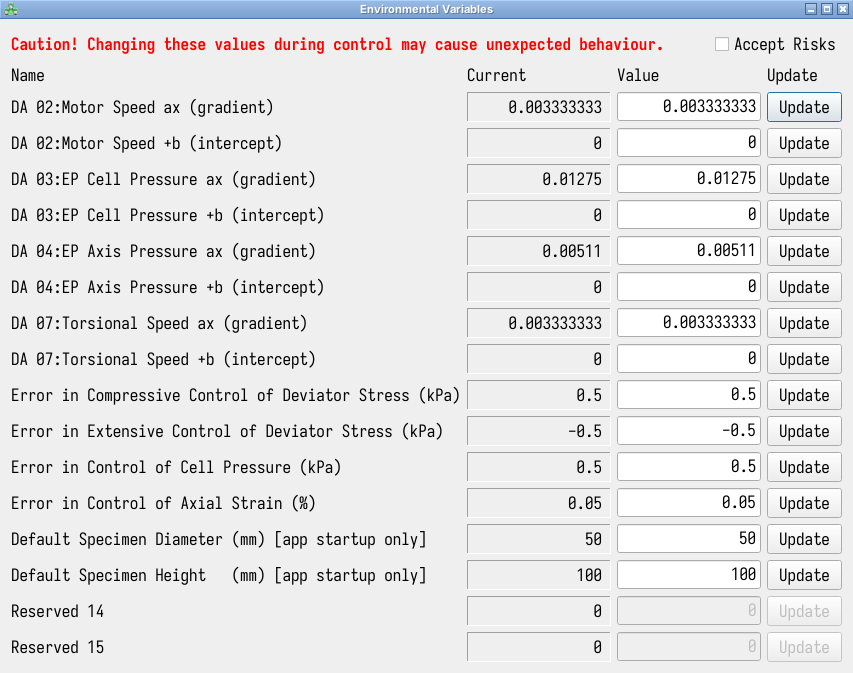 Environmental Variables
Caution! Changing these values during control may cause unexpected behaviour. Accept Risks
Name Current Value Update
DA 02:Motor Speed ax (gradient) 0.003333333 0.003333333 Update
DA 02:Motor Speed +b (intercept) 0 0 Update
DA 03:EP Cell Pressure ax (gradient) 0.01275 0.01275 Update
DA 03:EP Cell Pressure +b (intercept) 0 0 Update
DA 04:EP Axis Pressure ax (gradient) 0.00511 0.00511 Update
DA 04:EP Axis Pressure +b (intercept) 0 0 Update
DA 07:Torsional Speed ax (gradient) 0.003333333 0.003333333 Update
DA 07:Torsional Speed +b (intercept) 0 0 Update
Error in Compressive Control of Deviator Stress (kPa) 0.5 0.5 Update
Error in Extensive Control of Deviator Stress (kPa) -0.5 -0.5 Update
Error in Control of Cell Pressure (kPa) 0.5 0.5 Update
Error in Control of Axial Strain (%) 0.05 0.05 Update
Default Specimen Diameter (mm) [app startup only] 50 50 Update
Default Specimen Height (mm) [app startup only] 100 100 Update
Reserved 14 0 0 Update
Reserved 15 0 0 Update